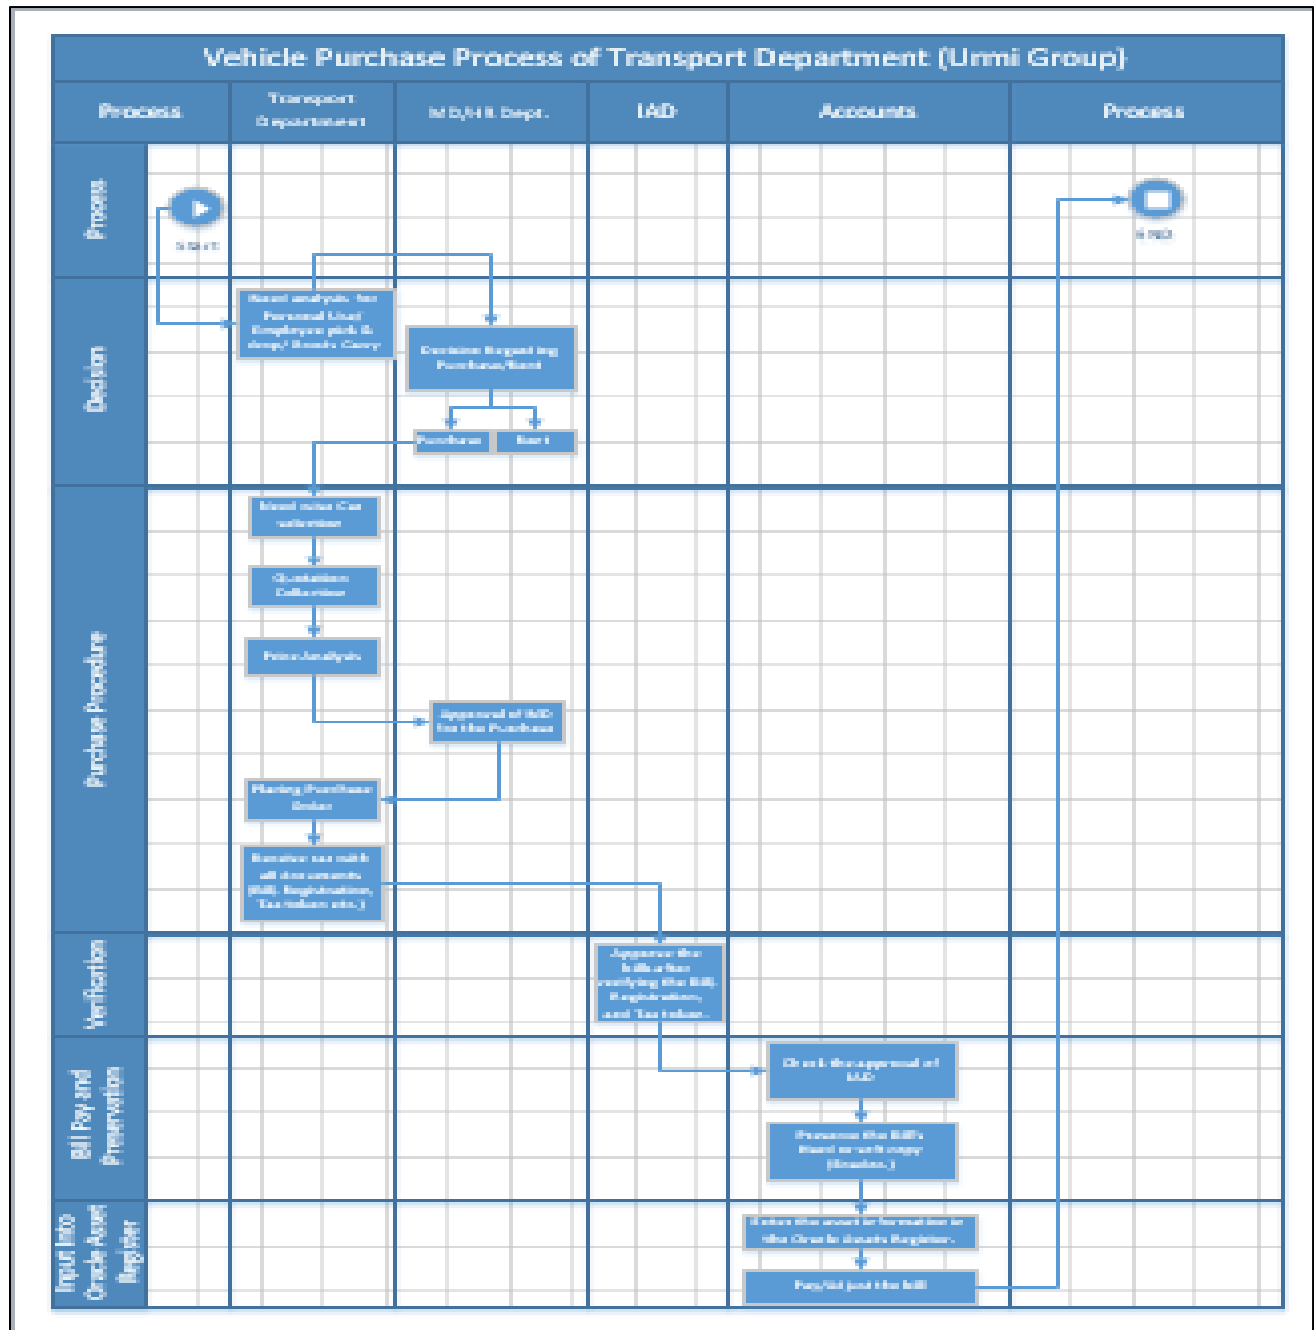 Vehicle Purchase Process of Transport Department (Urmi Group)
Process
Transport
Department
MD/HR Dept.
IAD
Accounts
Process
Process
START
END
Decision
Need analysis for
Personal Use/
Employee pick &
drop/ Goods Carry
Decision Regarding
Purchase/Rent
Purchase
Rent
Purchase Procedure
Need wise Car
selection
Quotation
Collection
Price Analysis
Approval of MD
for the Purchase
Placing Purchase
Order
Receive car with
all documents
(Bill, Registration,
Tax token etc.)
Verification
Approve the
bills after
verifying the Bill,
Registration,
and Tax token.
Bill Pay and
Preservation
Check the approval of
IAD
Preserve the Bill's
Hard or soft copy
Input Into
Oracle Asset
Register
Enter the asset information in
the Oracle Assets Register.
Pay/Adjust the bill